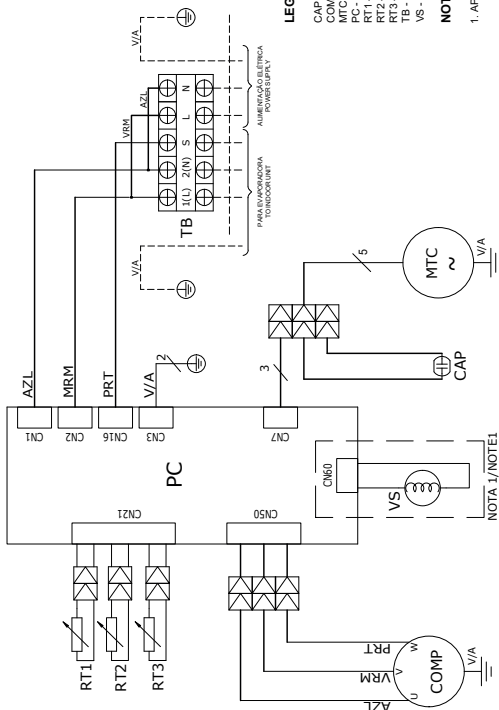 V/A
AZL
VRM
N
L
S
2(N)
1(L)
TB
ALIMENTAÇÃO ELÉTRICA
POWER SUPPLY
PARA EVAPORADORA
TO INDOOR UNIT
V/A
AZL
MRM
PRT
V/A
2
CN1
CN2
CN16
CN3
CN7
3
5
MTC
~
V/A
CAP
PC
CN21
CN50
CN60
VS
NOTA 1/NOTE1
RT1
RT2
RT3
PRT
VRM
AZL
W
V
U
COMP
V/A
LEG
CAP
COM
MTC
PC -
RT1 -
RT2 -
RT3 -
TB -
VS -
NOT
1. AP